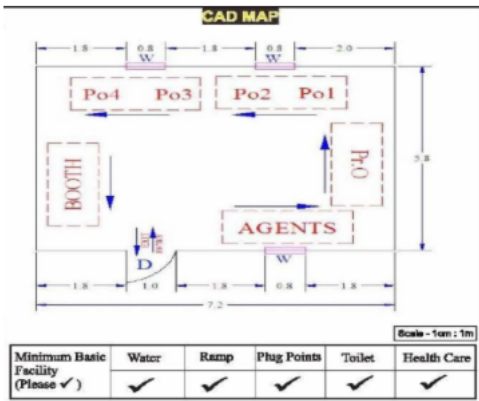 CAD MAP
1.8 0.8 1.8 0.8 2.0
W W
Po4 Po3 Po2 Po1
BOOTH
Pr.O
3.8
AGENTS
D
W
1.8 1.0 1.8 0.8 1.8
7.2
Scale - 1cm : 1m
Minimum Basic Facility (Please ✓) Water Ramp Plug Points Toilet Health Care
✓ ✓ ✓ ✓ ✓